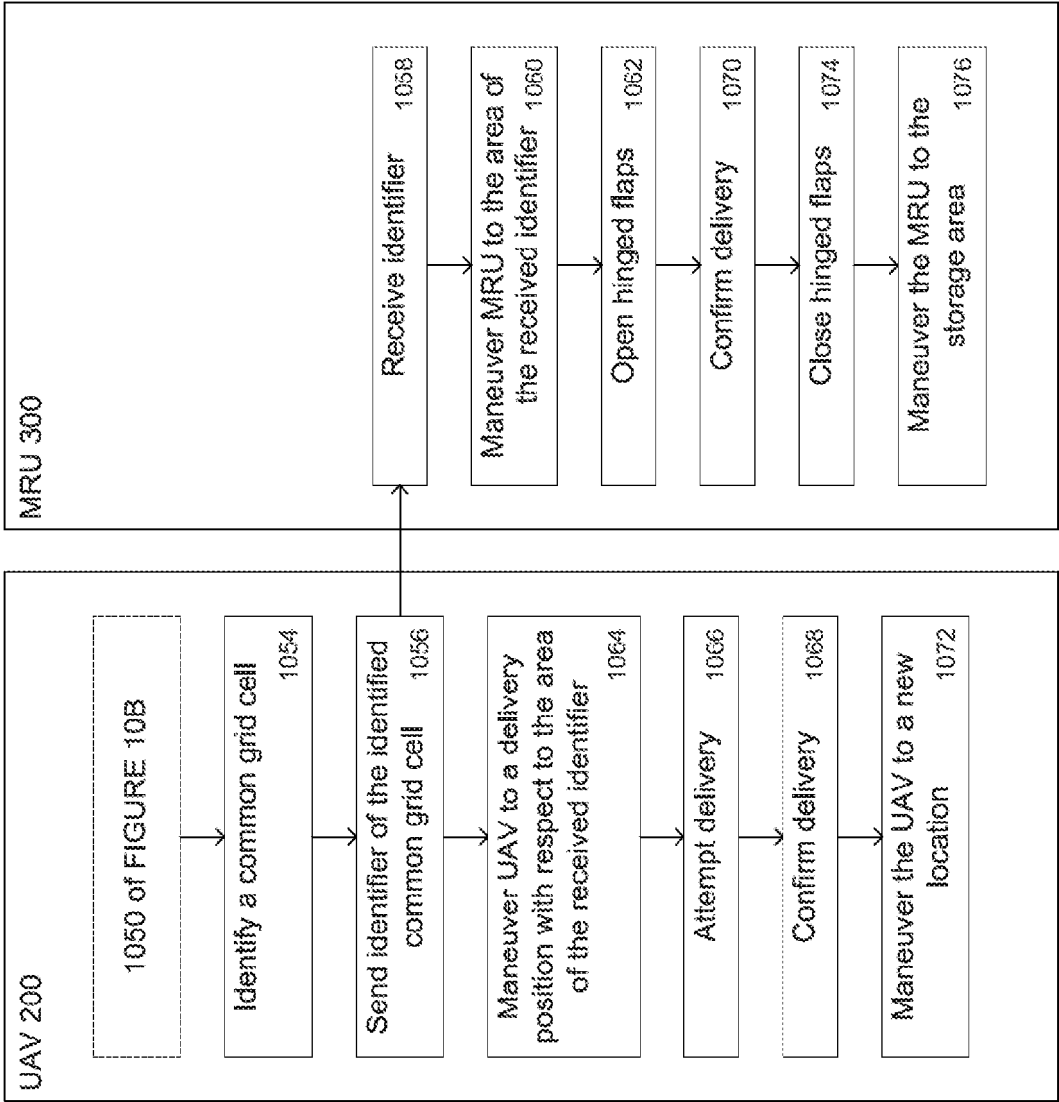 UAV 200
1050 of FIGURE 10B
Identify a common grid cell
1054
Send identifier of the identified
common grid cell
1056
Maneuver UAV to a delivery
position with respect to the area
of the received identifier
1064
Attempt delivery
1066
Confirm delivery
1068
Maneuver the UAV to a new
location
1072
MRU 300
Receive identifier
1058
Maneuver MRU to the area of
the received identifier
1060
Open hinged flaps
1062
Confirm delivery
1070
Close hinged flaps
1074
Maneuver the MRU to the
storage area
1076